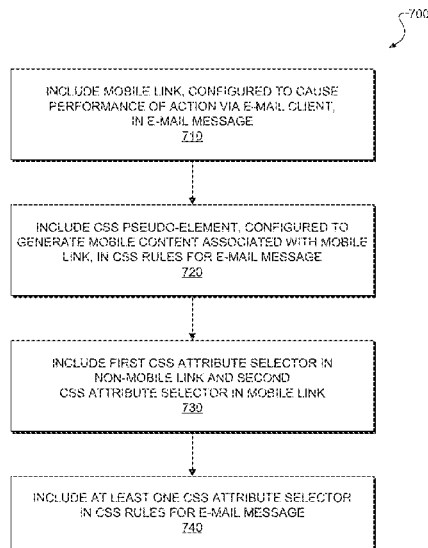 700
INCLUDE MOBILE LINK, CONFIGURED TO CAUSE
PERFORMANCE OF ACTION VIA E-MAIL CLIENT,
IN E-MAIL MESSAGE
710
INCLUDE CSS PSEUDO-ELEMENT, CONFIGURED TO
GENERATE MOBILE CONTENT ASSOCIATED WITH MOBILE
LINK, IN CSS RULES FOR E-MAIL MESSAGE
720
INCLUDE FIRST CSS ATTRIBUTE SELECTOR IN
NON-MOBILE LINK AND SECOND
CSS ATTRIBUTE SELECTOR IN MOBILE LINK
730
INCLUDE AT LEAST ONE CSS ATTRIBUTE SELECTOR
IN CSS RULES FOR E-MAIL MESSAGE
740